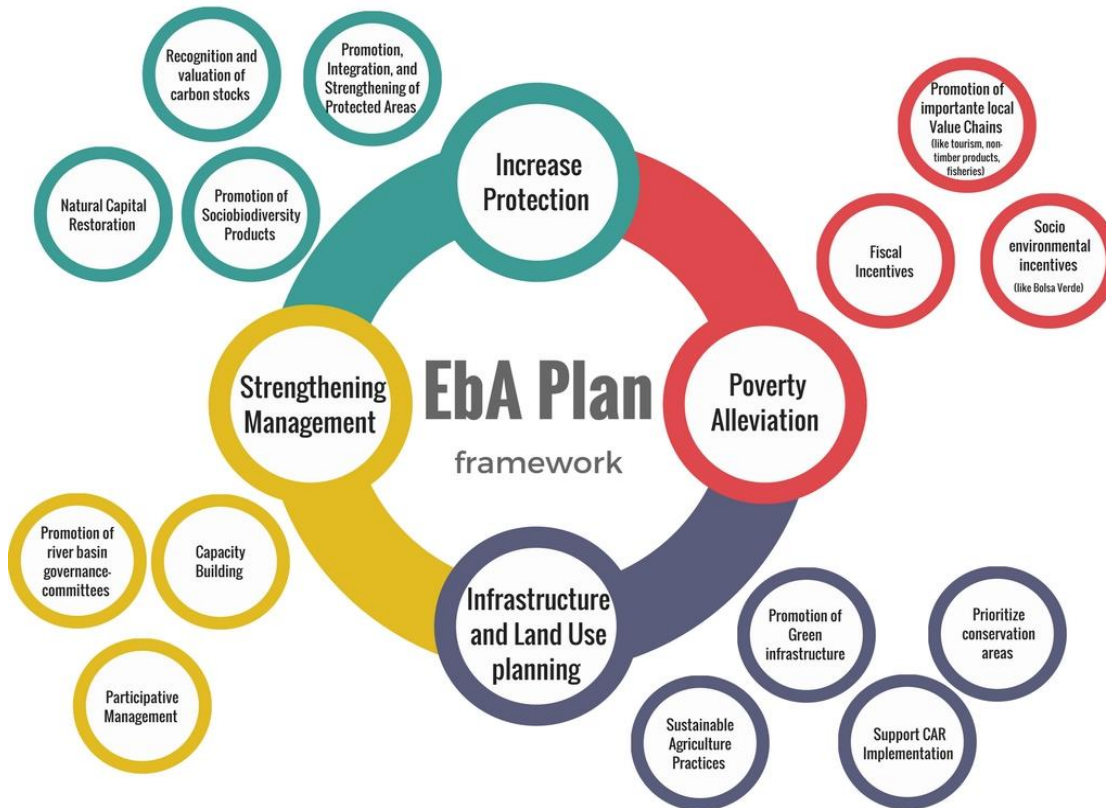 Recognition and
valuation of
carbon stocks
Promotion,
Integration, and
Strengthening of
Protected Areas
Natural Capital
Restoration
Promotion of
Sociobiodiversity
Products
Increase
Protection
Promotion of
importante local
Value Chains
(like tourism, non-
timber products,
fisheries)
Fiscal
Incentives
Socio
environmental
incentives
(like Bolsa Verde)
Strengthening
Management
EbA Plan
framework
Poverty
Alleviation
Promotion of
river basin
governance-
committees
Capacity
Building
Participative
Management
Infrastructure
and Land Use
planning
Promotion of
Green
infrastructure
Prioritize
conservation
areas
Sustainable
Agriculture
Practices
Support CAR
Implementation